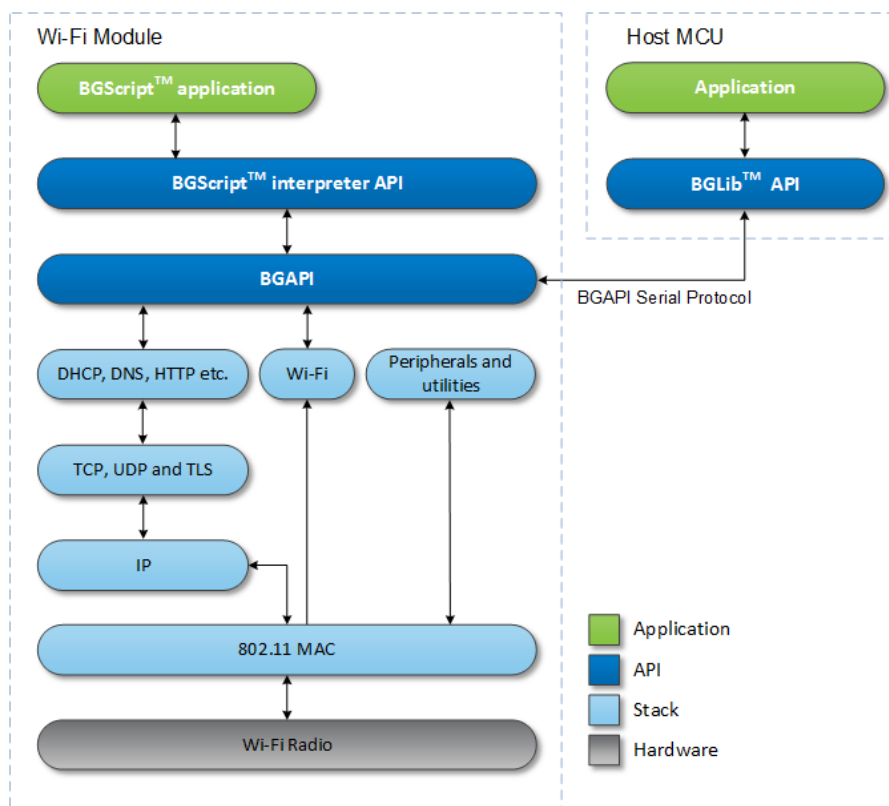 Wi-Fi Module
BGScript™ application
BGScript™ interpreter API
BGAPI
DHCP, DNS, HTTP etc.
Wi-Fi
Peripherals and
utilities
TCP, UDP and TLS
IP
802.11 MAC
Wi-Fi Radio
Host MCU
Application
BGLib™ API
BGAPI Serial Protocol
Application
API
Stack
Hardware